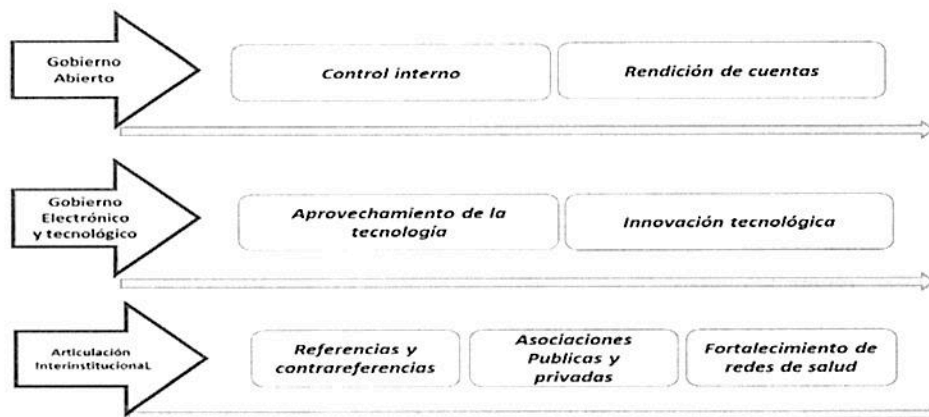 Gobierno
Abierto
Control interno
Rendición de cuentas
Gobierno
Electrónico
y tecnológico
Aprovechamiento de la
tecnología
Innovación tecnológica
Articulación
InterinstitucionaL
Referencias y
contrareferencias
Asociaciones
Publicas y
privadas
Fortalecimiento de
redes de salud